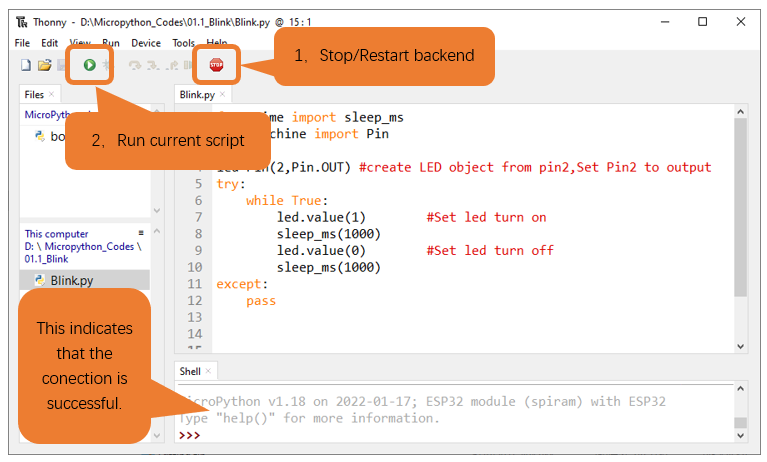 Thonny - D:\Micropython_Codes\01.1_Blink\Blink.py @ 15 : 1
File Edit View Run Device Tools Help
STOP
1，Stop/Restart backend
Files ×
Blink.py ×
MicroPython
bo
2，Run current script
import sleep_ms
import Pin
Pin(2,Pin.OUT) #create LED object from pin2,Set Pin2 to output
5 try:
6 while True:
7 led.value(1) #Set led turn on
8 sleep_ms(1000)
9 led.value(0) #Set led turn off
10 sleep_ms(1000)
11 except:
12 pass
13
14
This computer
D: \ Micropython_Codes \
01.1_Blink
Blink.py
This indicates
that the
conection is
successful.
Shell ×
MicroPython v1.18 on 2022-01-17; ESP32 module (spiram) with ESP32
Type "help()" for more information.
>>>